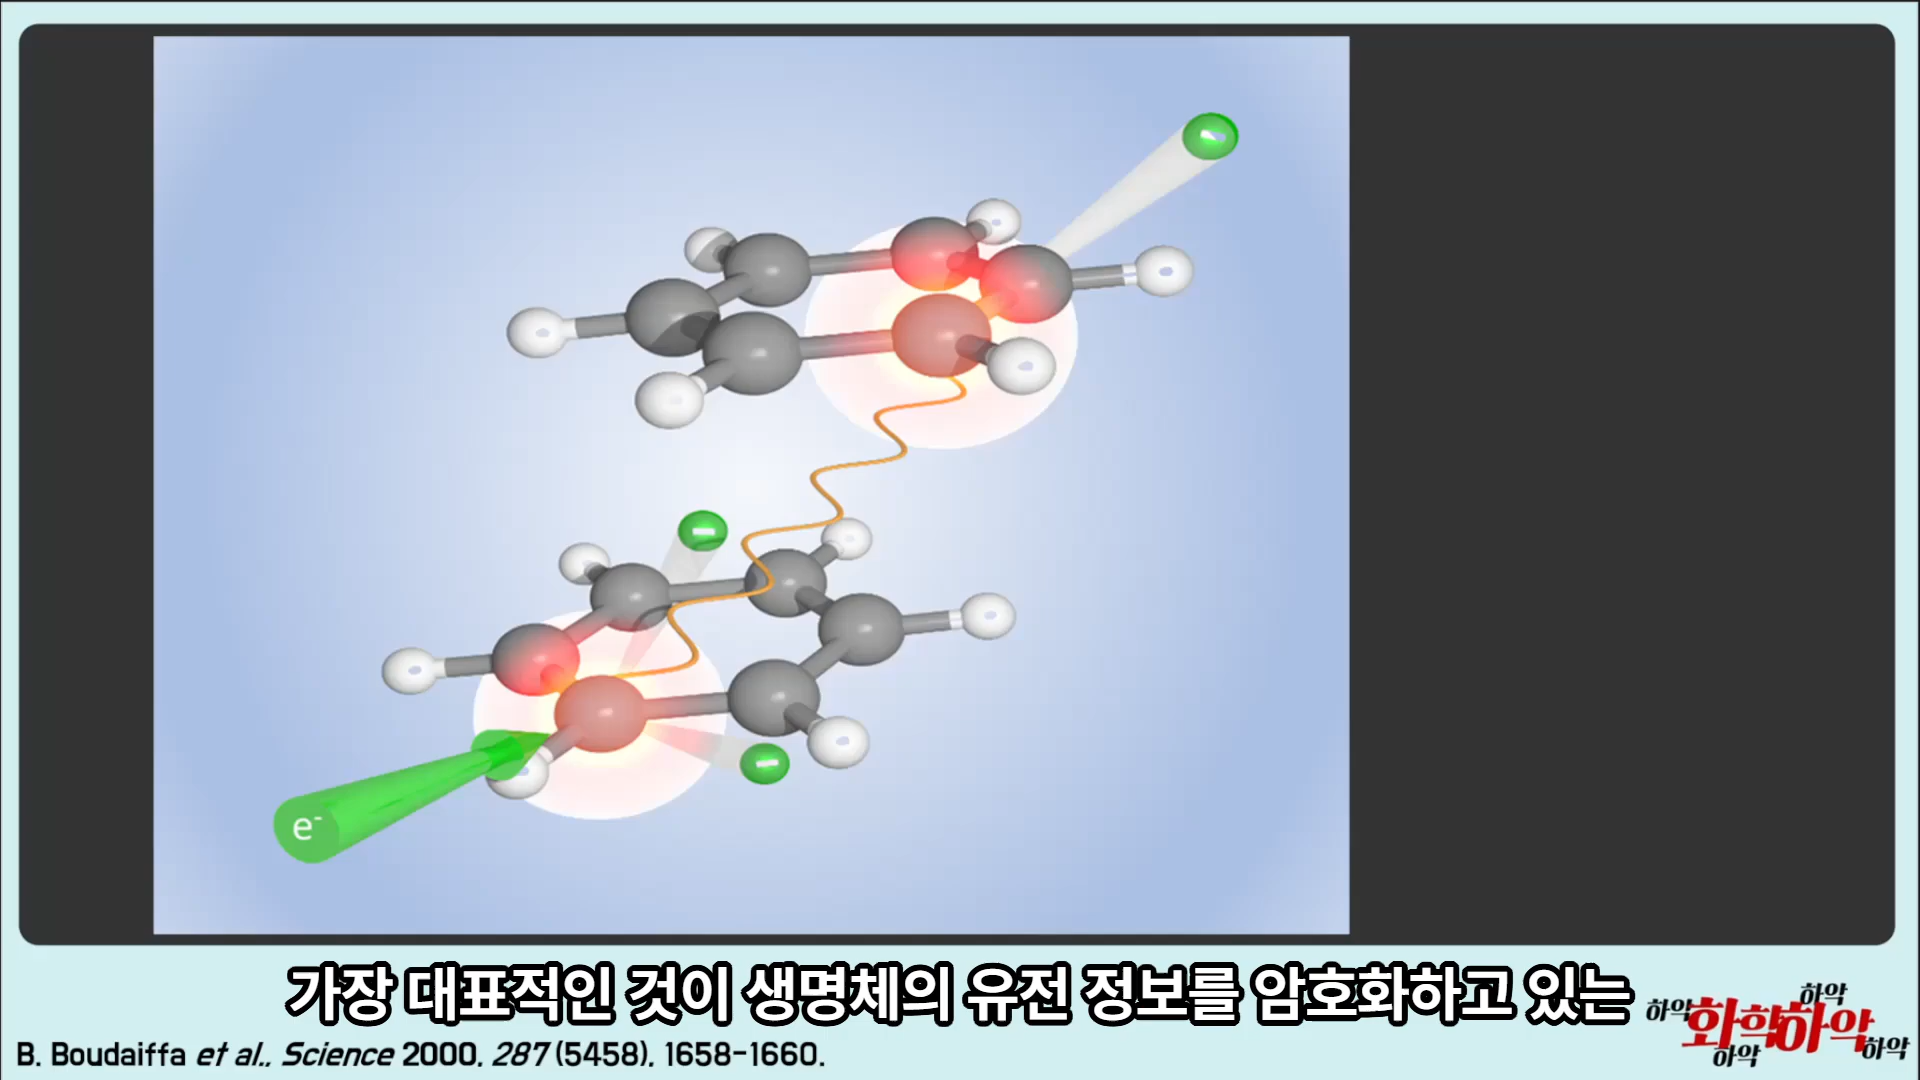 e-
가장 대표적인 것이 생명체의 유전 정보를 암호화하고 있는
B. Boudaiffa et al., Science 2000, 287 (5458), 1658-1660.
하악
하악
화학하악
하악
하악